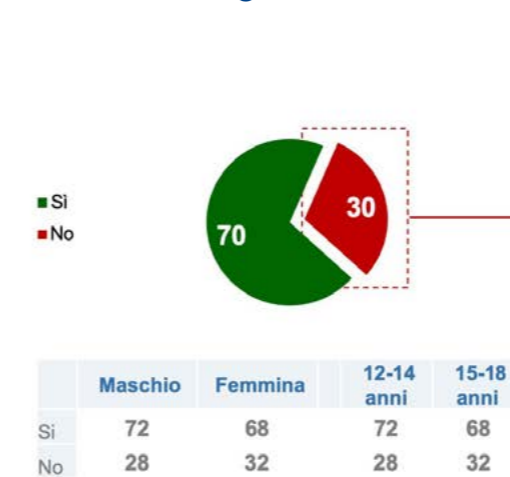 Sì
No
70
30
Maschio Femmina 12-14 anni 15-18 anni
Si 72 68 72 68
No 28 32 28 32